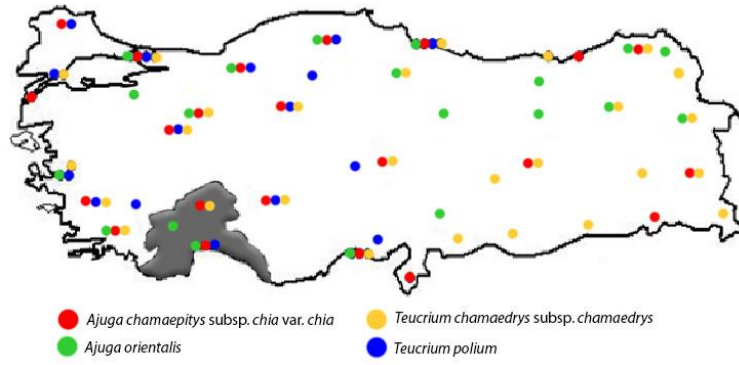 Ajuga chamaepitys subsp. chia var. chia
Teucrium chamaedrys subsp. chamaedrys
Ajuga orientalis
Teucrium polium